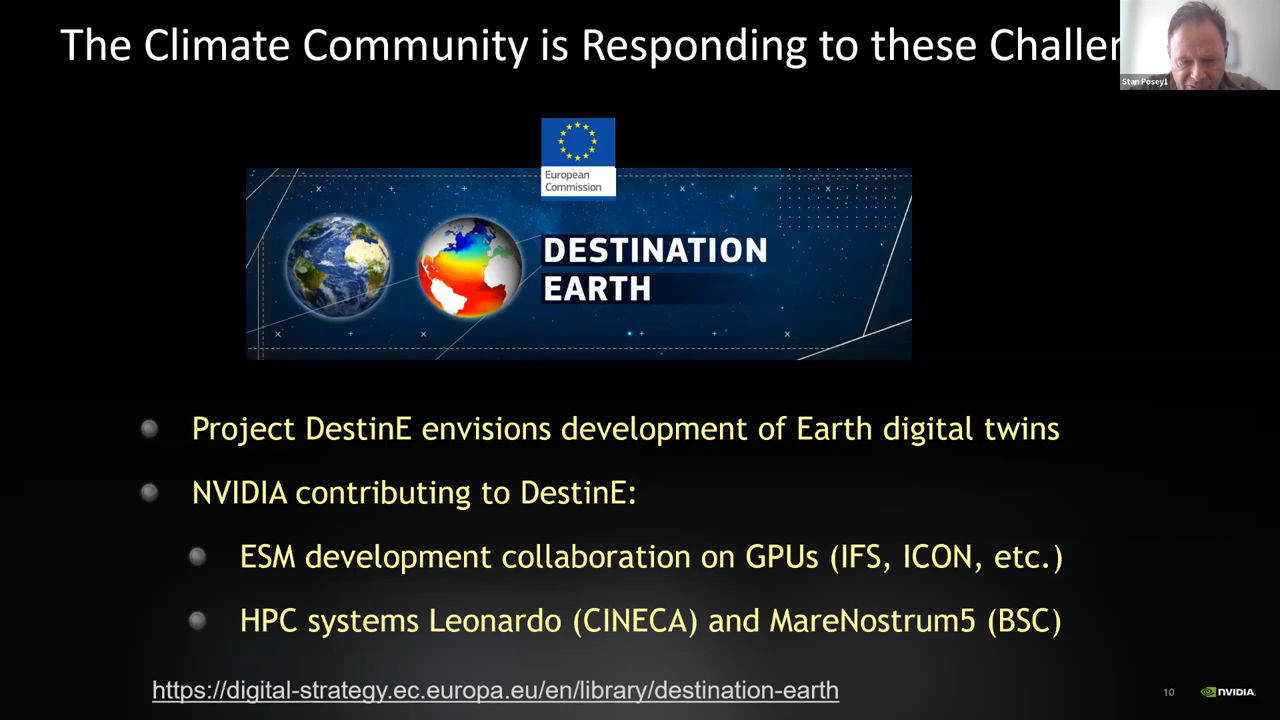 The Climate Community is Responding to these Challen
Stan Posey1
European
Commission
DESTINATION
EARTH
Project DestinE envisions development of Earth digital twins
NVIDIA contributing to DestinE:
ESM development collaboration on GPUs (IFS, ICON, etc.)
HPC systems Leonardo (CINECA) and MareNostrum5 (BSC)
https://digital-strategy.ec.europa.eu/en/library/destination-earth
10
NVIDIA.